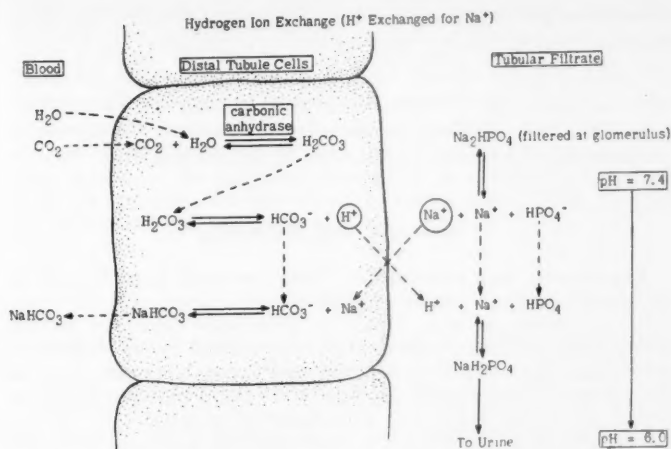 Hydrogen Ion Exchange (H⁺ Exchanged for Na⁺)
Blood
Distal Tubule Cells
Tubular Filtrate
H₂O
carbonic
anhydrase
CO₂
CO₂ + H₂O
H₂CO₃
Na₂HPO₄ (filtered at glomerulus)
pH = 7.4
H₂CO₃
HCO₃⁻ + H⁺
Na⁺ + Na⁺ + HPO₄⁻
NaHCO₃
NaHCO₃
HCO₃⁻ + Na⁺
H⁺ + Na⁺ + HPO₄
NaH₂PO₄
To Urine
pH = 6.0